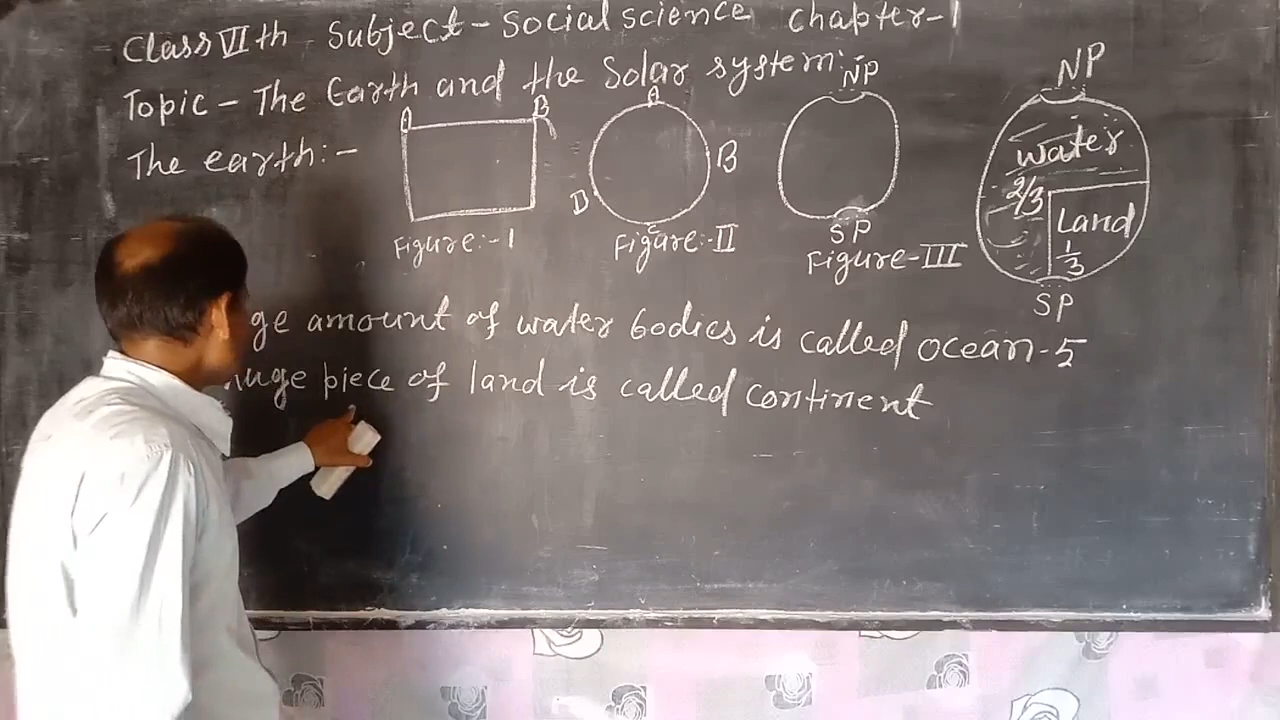 Class VI th Subject - Social science Chapter-1
Topic - The Earth and the Solar system:-
The earth:-
A B
A
B
C
D
NP
SP
NP
water
2/3
Land
1/3
SP
Figure:-1
Figure:-II
Figure-III
amount of water bodies is called ocean-5
huge piece of land is called continent